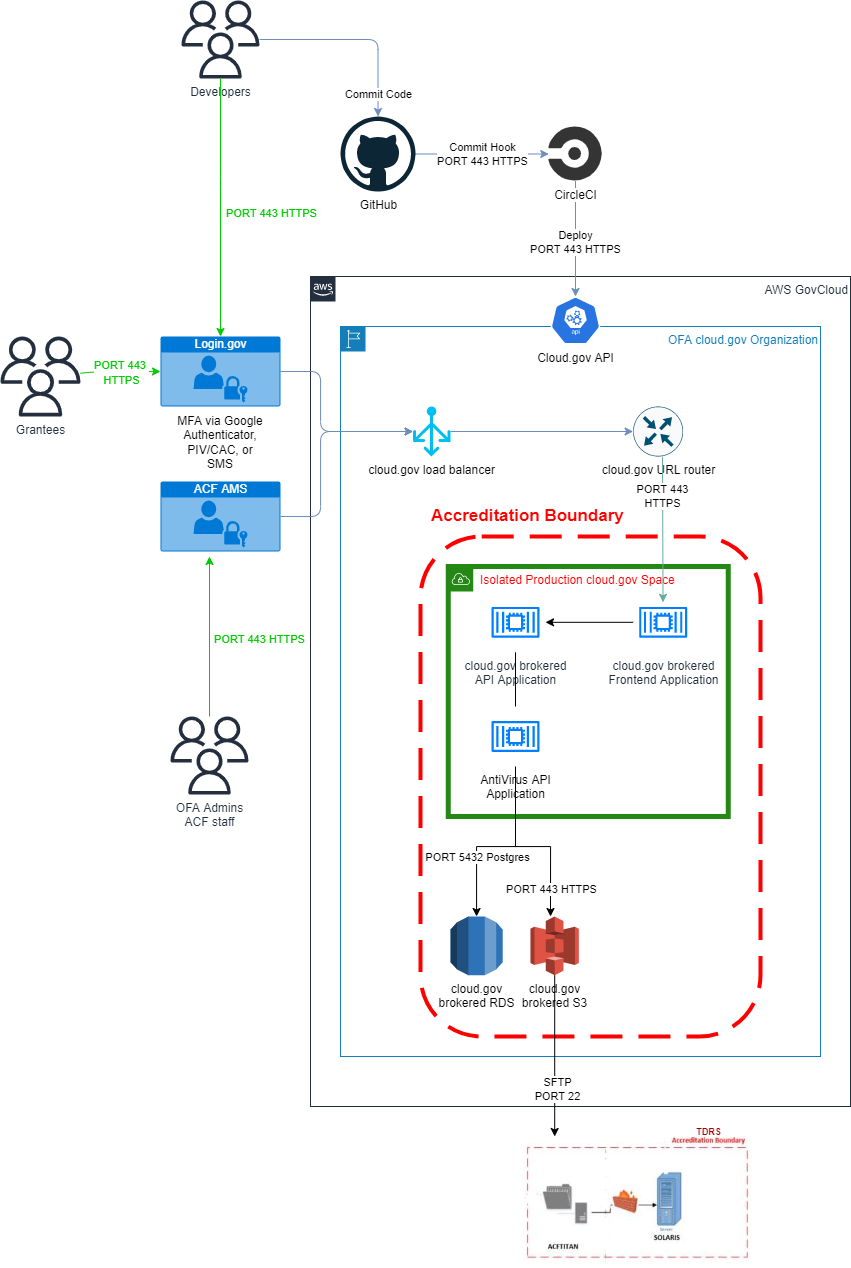 Developers
Commit Code
Commit Hook
PORT 443 HTTPS
GitHub
CircleCI
PORT 443 HTTPS
Deploy
PORT 443 HTTPS
aws
AWS GovCloud
api
Cloud.gov API
OFA cloud.gov Organization
Login.gov
PORT 443
HTTPS
Grantees
MFA via Google
Authenticator,
PIV/CAC, or
SMS
cloud.gov load balancer
cloud.gov URL router
PORT 443
HTTPS
ACF AMS
Accreditation Boundary
Isolated Production cloud.gov Space
PORT 443 HTTPS
cloud.gov brokered
API Application
cloud.gov brokered
Frontend Application
OFA Admins
ACF staff
AntiVirus API
Application
PORT 5432 Postgres
PORT 443 HTTPS
cloud.gov
brokered RDS
cloud.gov
brokered S3
SFTP
PORT 22
TDRS
Accreditation Boundary
ACFTITAN
Server
SOLARIS